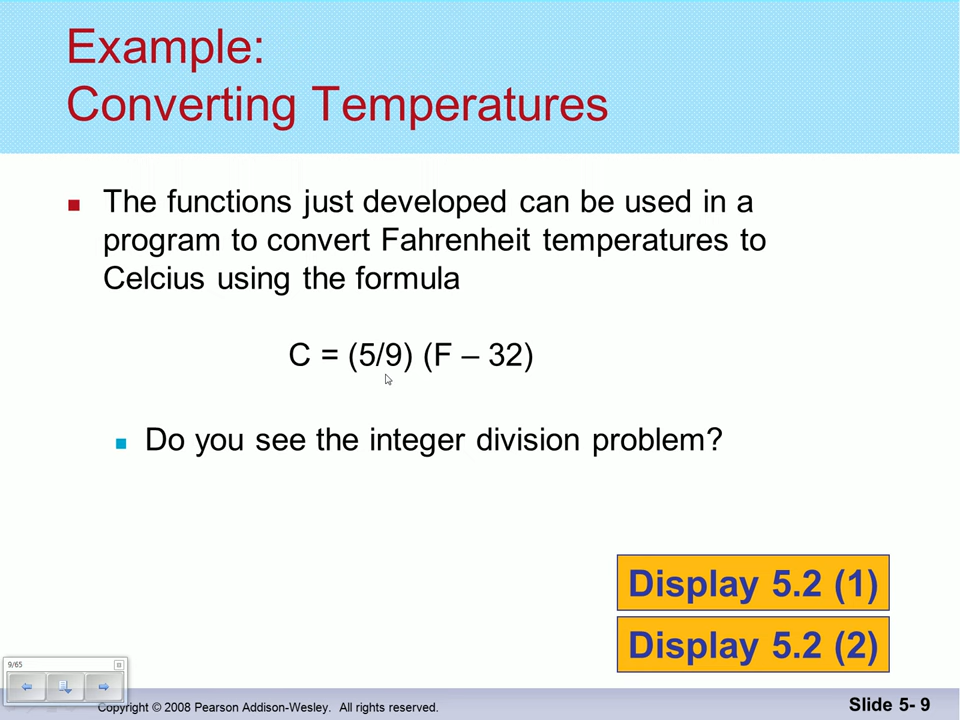 Example:
Converting Temperatures
The functions just developed can be used in a
program to convert Fahrenheit temperatures to
Celcius using the formula
C = (5/9) (F – 32)
Do you see the integer division problem?
Display 5.2 (1)
Display 5.2 (2)
9/65
Copyright © 2008 Pearson Addison-Wesley. All rights reserved.
Slide 5- 9